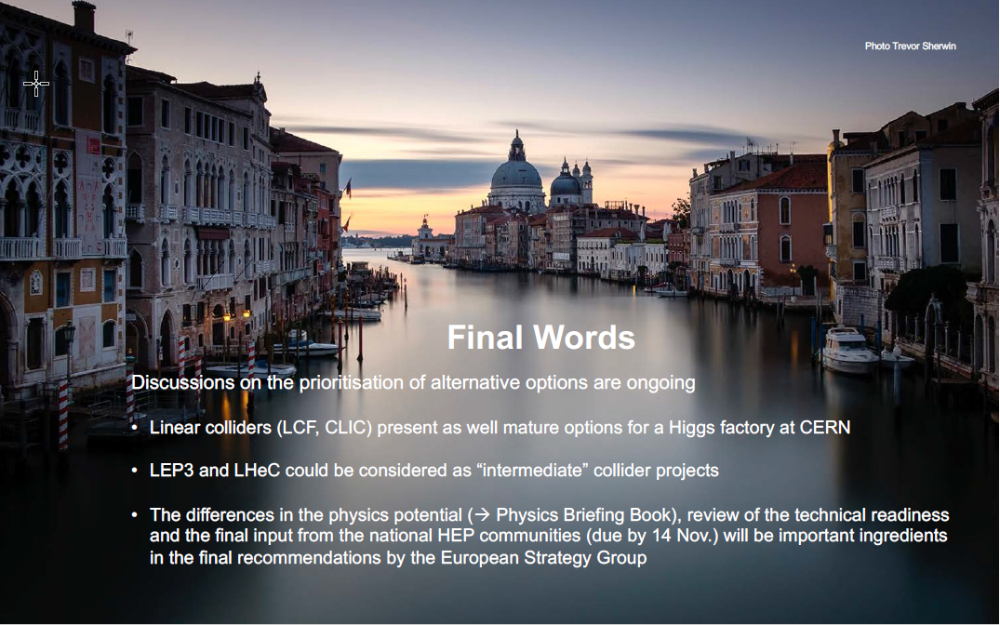 Photo Trevor Sherwin
Final Words
Discussions on the prioritisation of alternative options are ongoing
• Linear colliders (LCF, CLIC) present as well mature options for a Higgs factory at CERN
• LEP3 and LHeC could be considered as “intermediate” collider projects
• The differences in the physics potential (→ Physics Briefing Book), review of the technical readiness
and the final input from the national HEP communities (due by 14 Nov.) will be important ingredients
in the final recommendations by the European Strategy Group